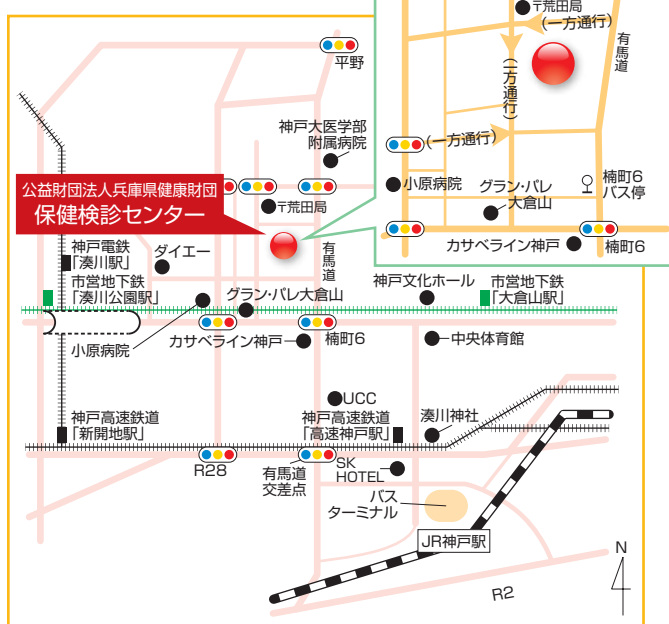 〒荒田局
(一方通行)
有馬道
(一方通行)
(一方通行)
小原病院
グラン・パレ
大倉山
楠町6
バス停
カサベライン神戸
楠町6
平野
神戸大医学部
附属病院
公益財団法人兵庫県健康財団
保健検診センター
〒荒田局
神戸電鉄
「湊川駅」
ダイエー
有馬道
市営地下鉄
「湊川公園駅」
グラン・パレ大倉山
神戸文化ホール
市営地下鉄
「大倉山駅」
小原病院
カサベライン神戸
楠町6
中央体育館
UCC
神戸高速鉄道
「新開地駅」
神戸高速鉄道
「高速神戸駅」
湊川神社
R28
有馬道
交差点
SK
HOTEL
バス
ターミナル
JR神戸駅
R2
N